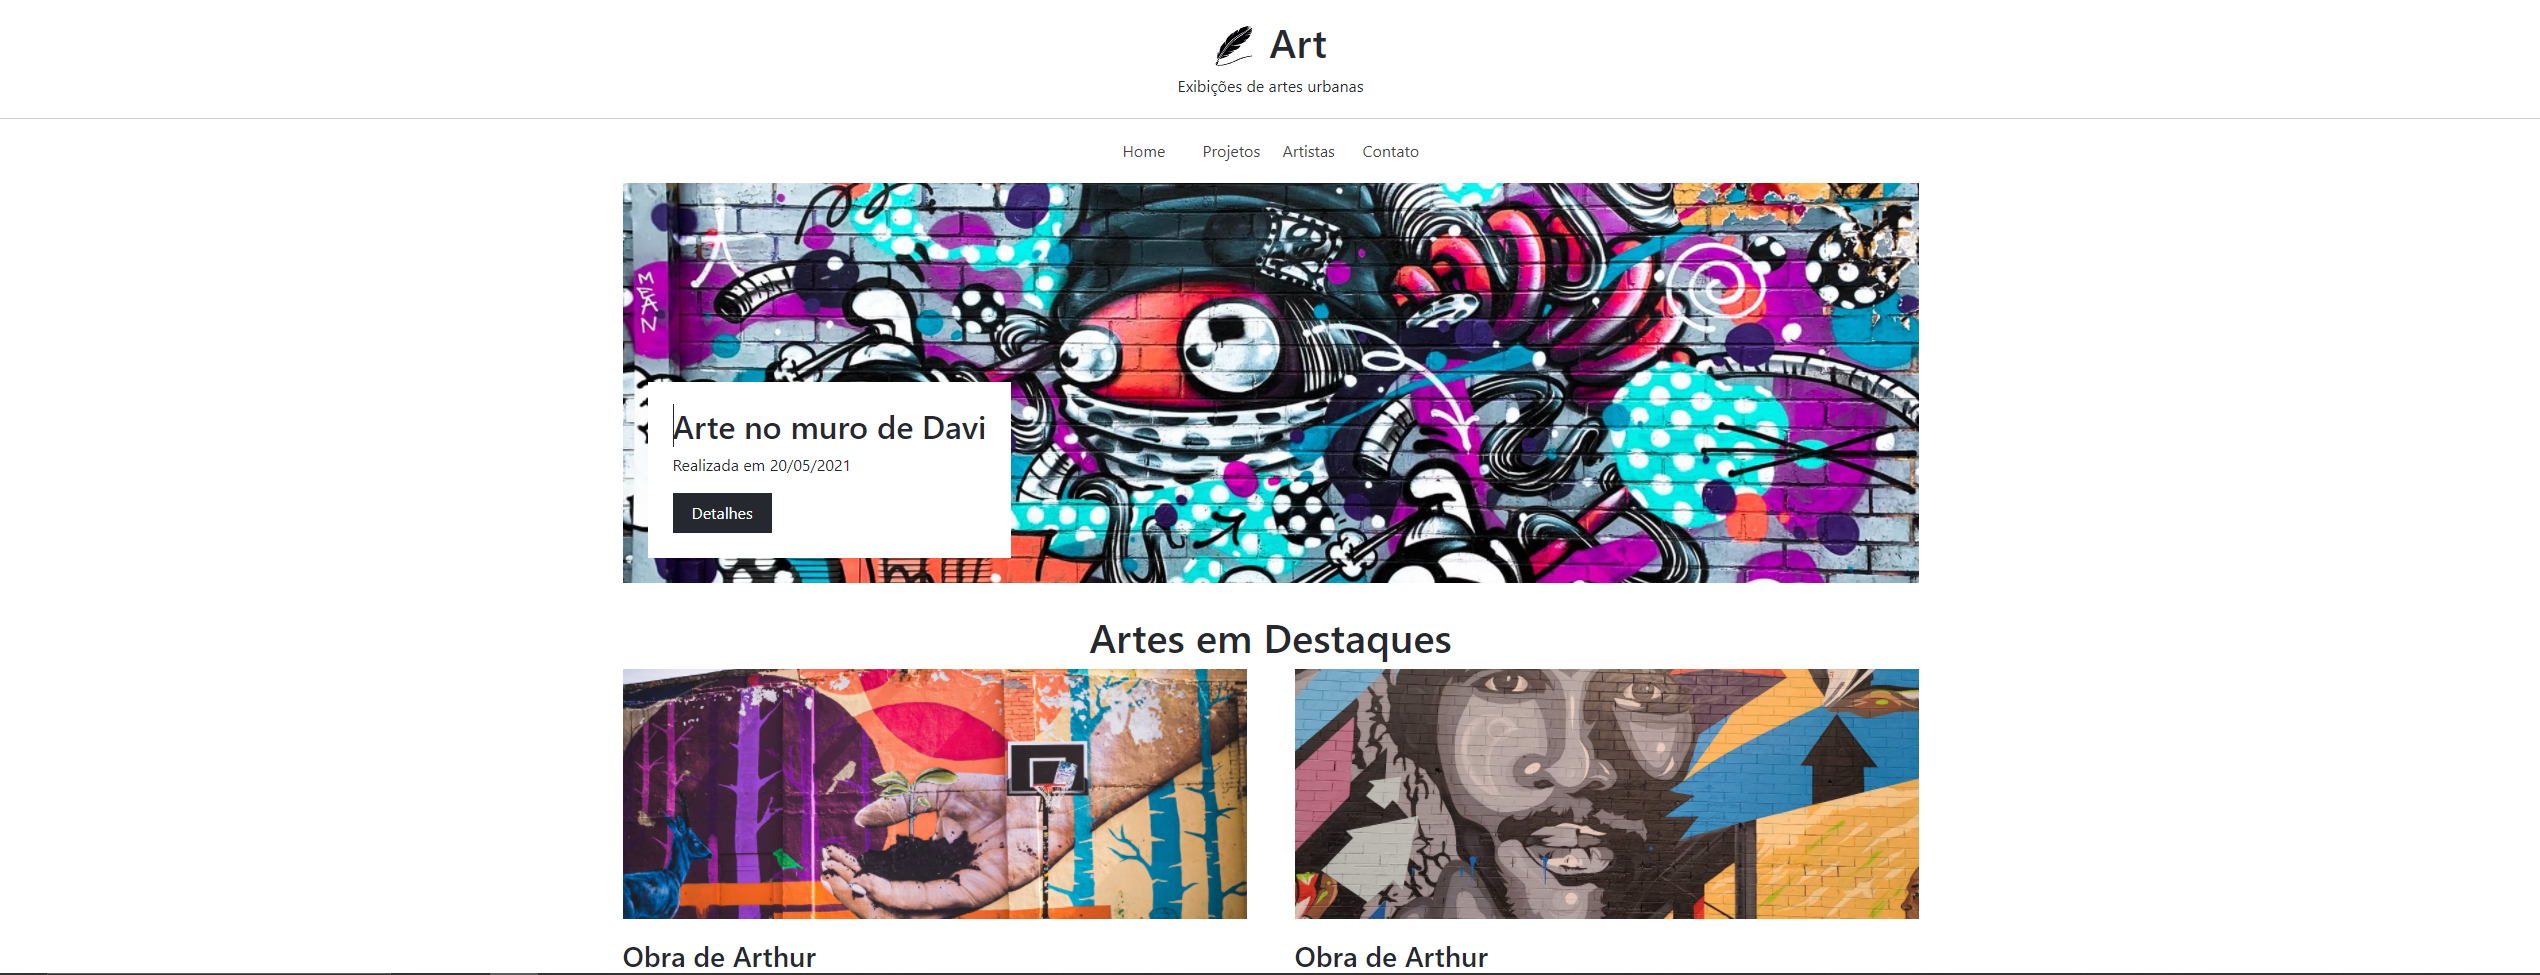 Art
Exibições de artes urbanas
Home Projetos Artistas Contato
MEAN
Arte no muro de Davi
Realizada em 20/05/2021
Detalhes
Artes em Destaques
Obra de Arthur
Obra de Arthur